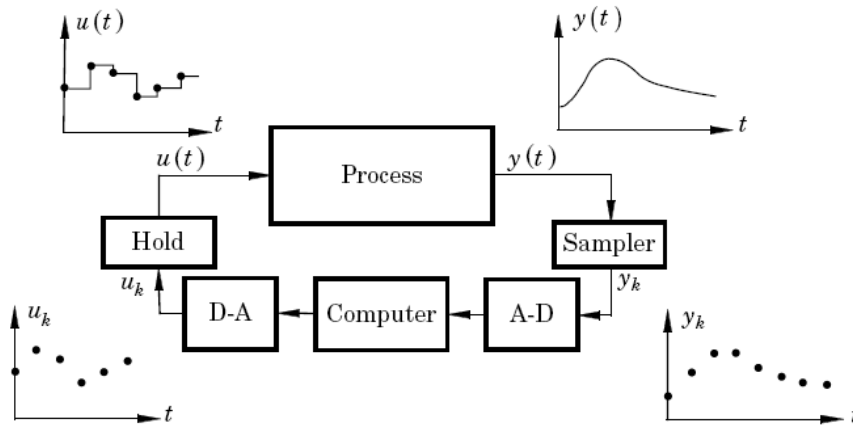 u(t)
y(t)
t
t
u(t)
Process
y(t)
Hold
Sampler
u_k
y_k
D-A
Computer
A-D
u_k
y_k
t
t